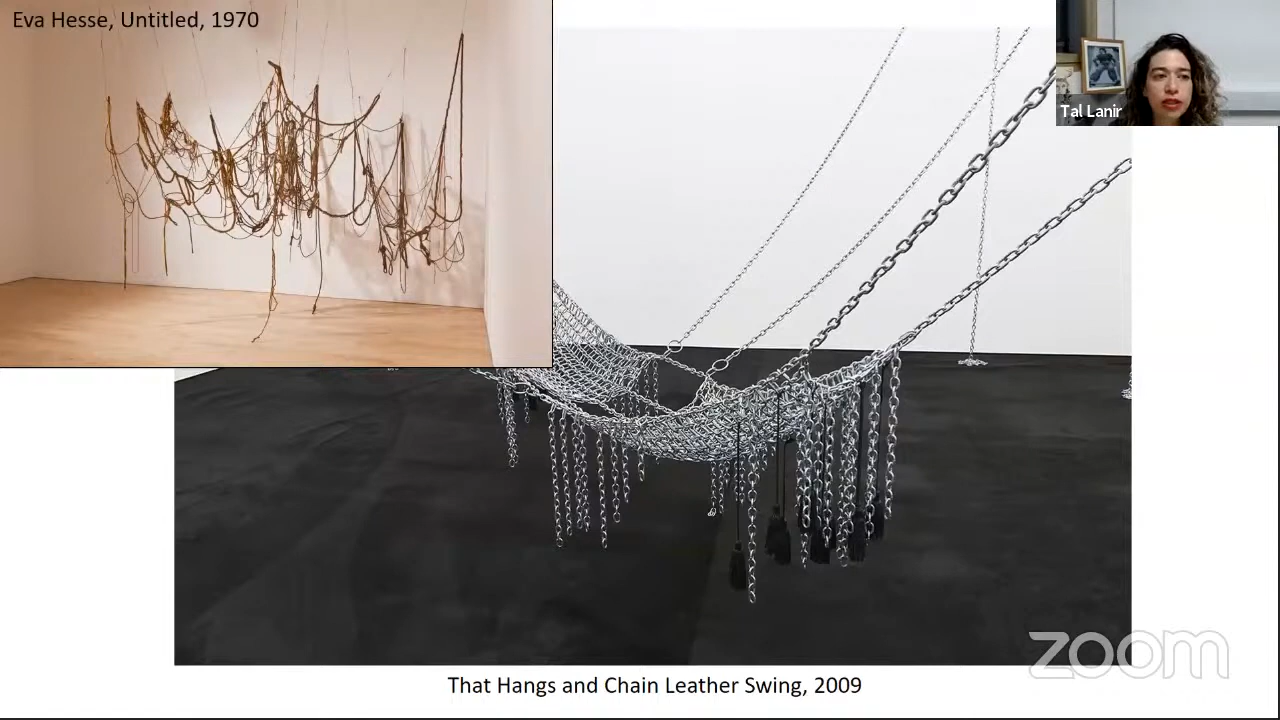 Eva Hesse, Untitled, 1970
Tal Lanir
zoom
That Hangs and Chain Leather Swing, 2009